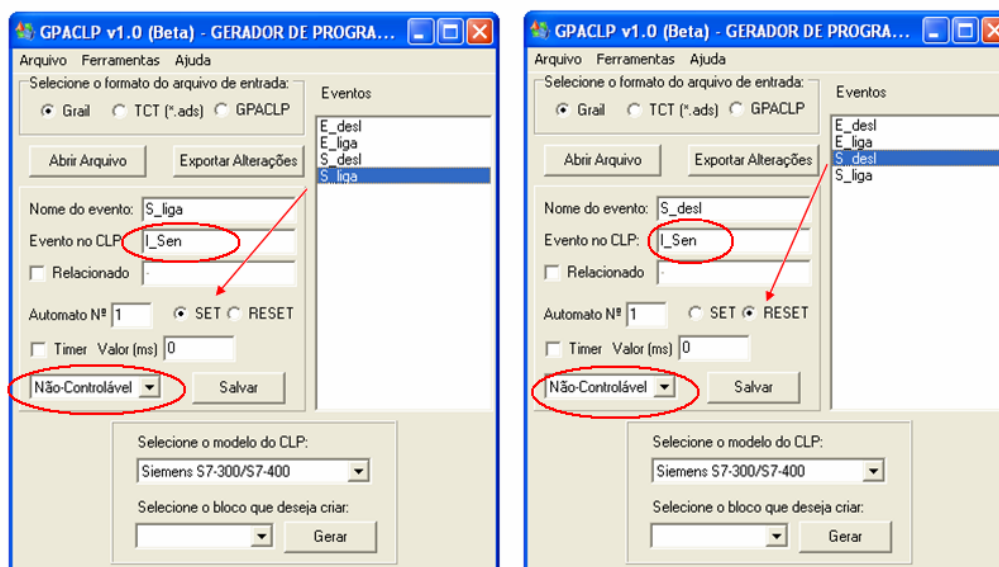 GPACLP v1.0 (Beta) - GERADOR DE PROGRA...
Arquivo Ferramentas Ajuda
Selecione o formato do arquivo de entrada:
Grail TCT (*.ads) GPACLP
Abrir Arquivo Exportar Alterações
Eventos
E_desl
E_liga
S_desl
S_liga
Nome do evento: S_liga
Evento no CLP: I_Sen
Relacionado -
Automato Nº 1 SET RESET
Timer Valor (ms) 0
Não-Controlável Salvar
Selecione o modelo do CLP:
Siemens S7-300/S7-400
Selecione o bloco que deseja criar:
Gerar
GPACLP v1.0 (Beta) - GERADOR DE PROGRA...
Arquivo Ferramentas Ajuda
Selecione o formato do arquivo de entrada:
Grail TCT (*.ads) GPACLP
Abrir Arquivo Exportar Alterações
Eventos
E_desl
E_liga
S_desl
S_liga
Nome do evento: S_desl
Evento no CLP: I_Sen
Relacionado -
Automato Nº 1 SET RESET
Timer Valor (ms) 0
Não-Controlável Salvar
Selecione o modelo do CLP:
Siemens S7-300/S7-400
Selecione o bloco que deseja criar:
Gerar